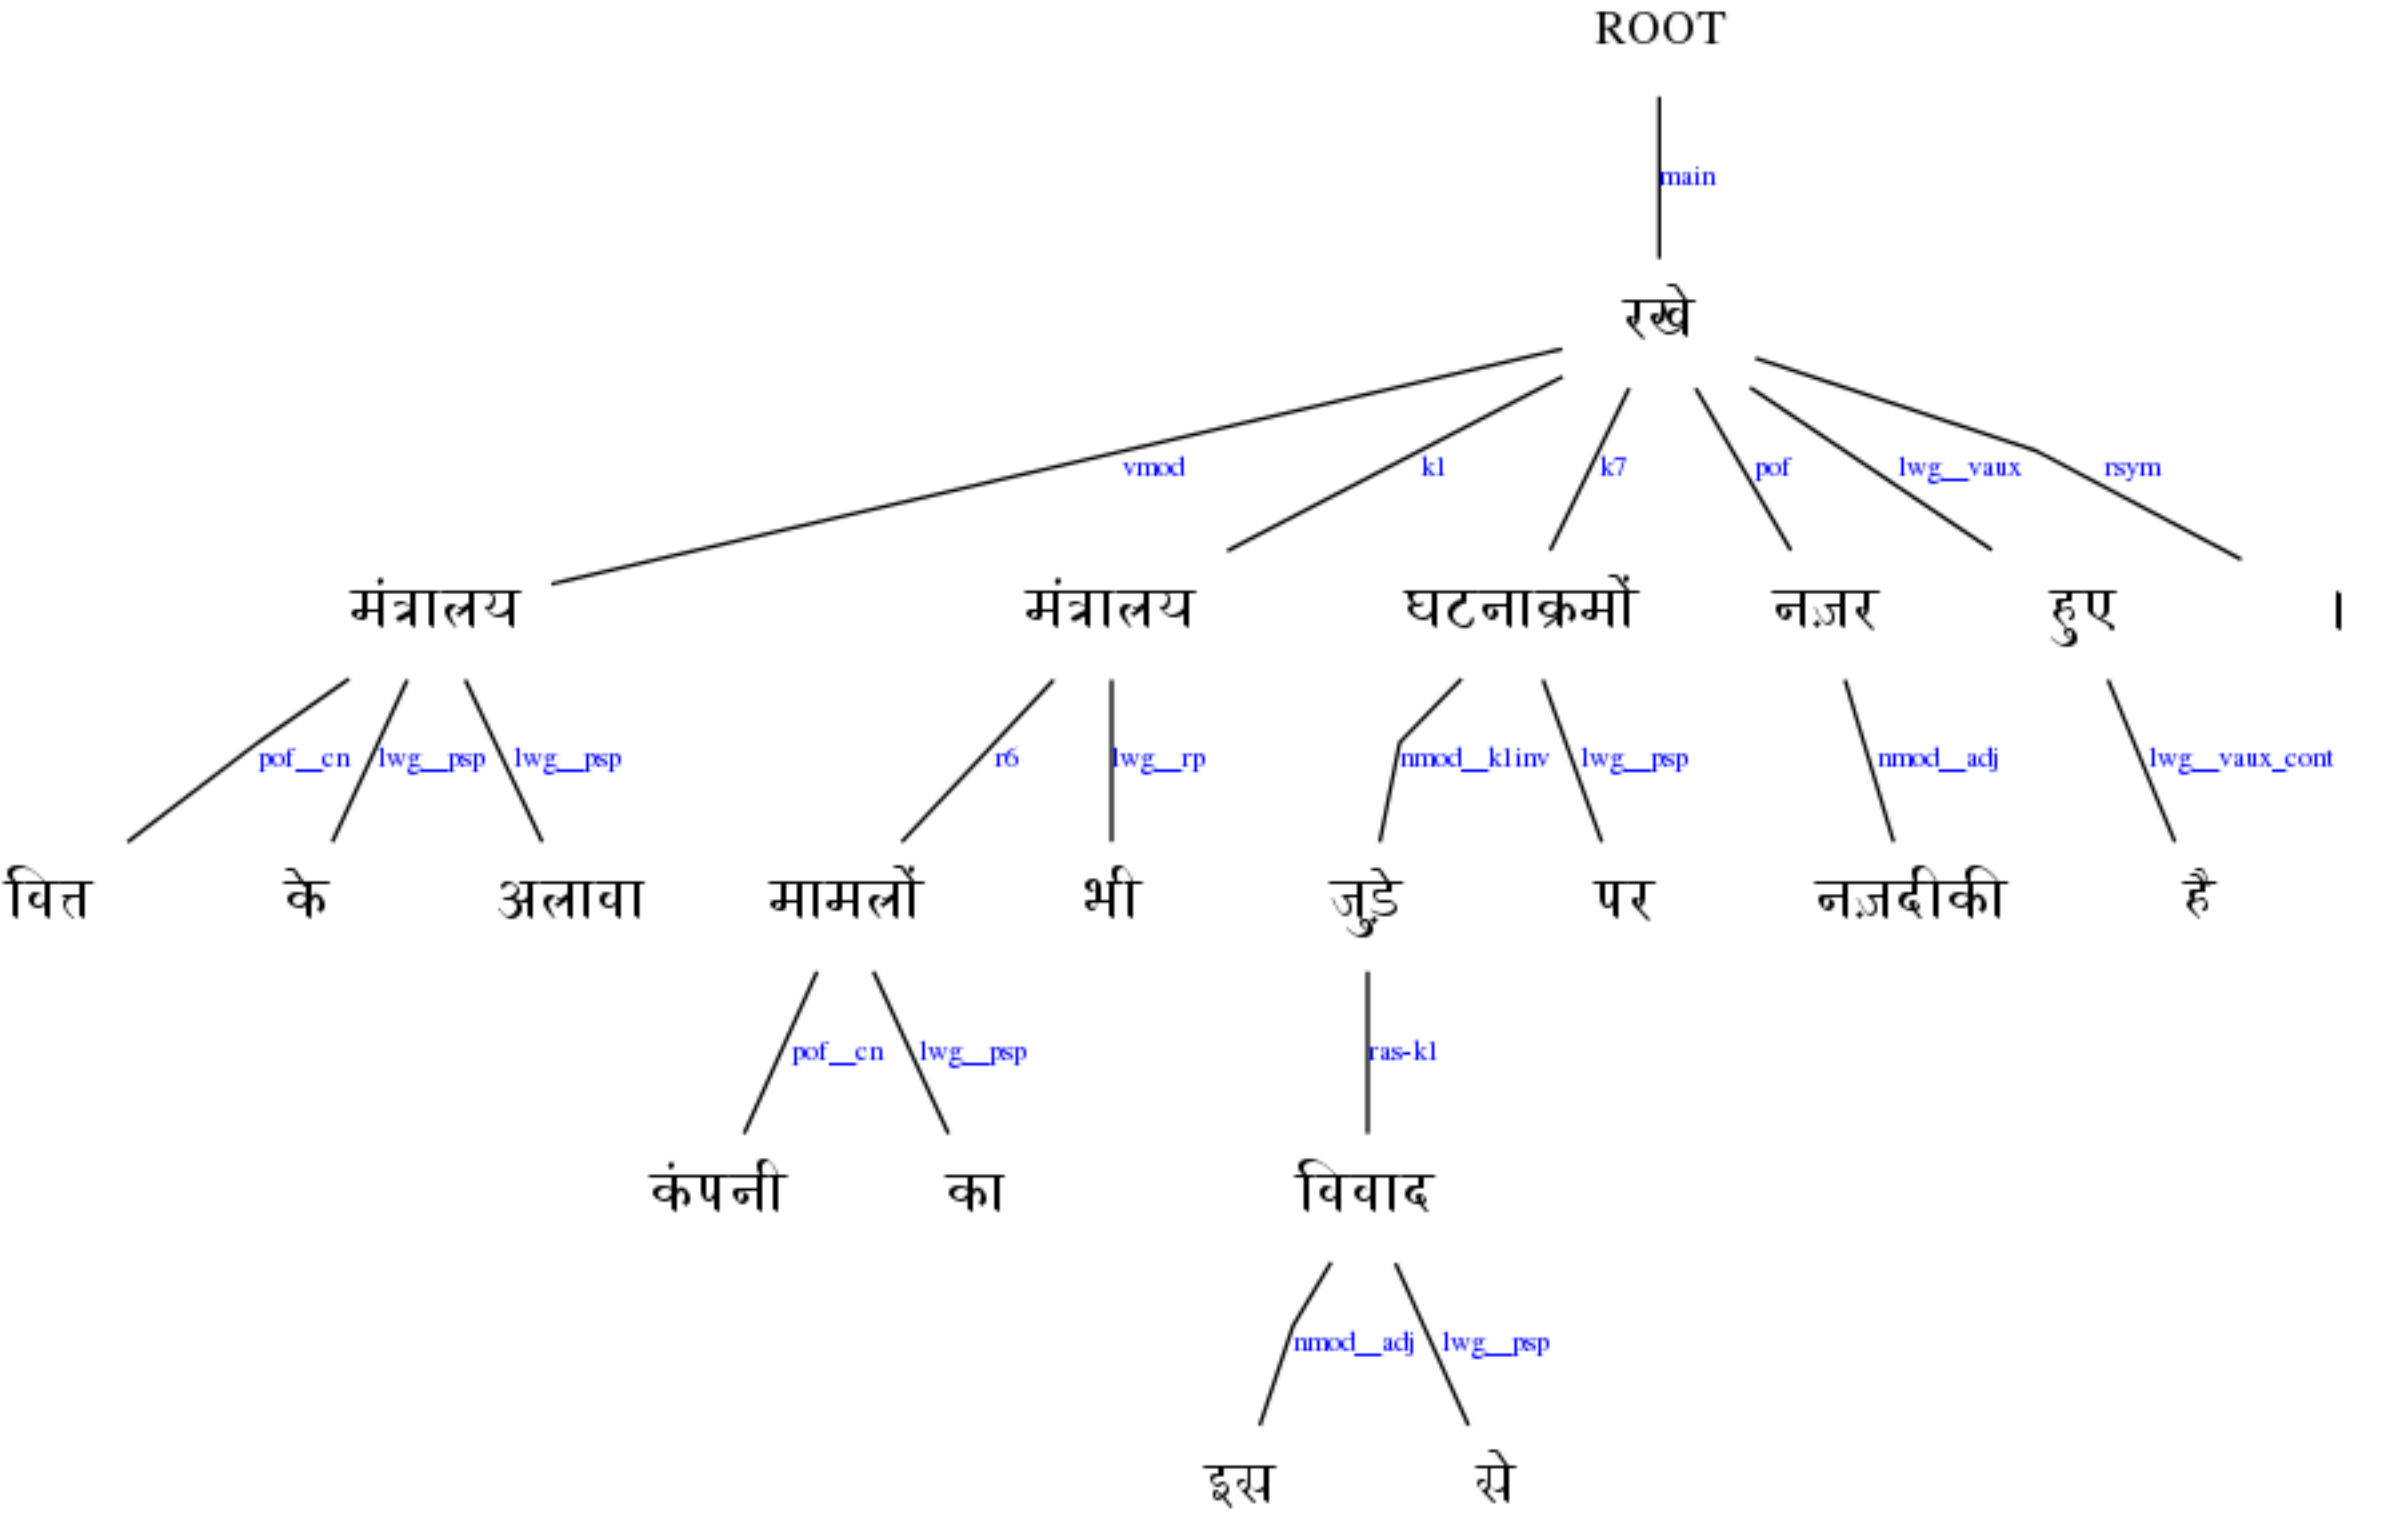 ROOT
main
रखे
vmod k1 k7 pof lwg__vaux rsym
मंत्रालय मंत्रालय घटनाक्रमों नज़र हुए ।
pof__cn lwg__psp lwg__psp r6 lwg__rp nmod__k1inv lwg__psp nmod__adj lwg__vaux_cont
वित्त के अलावा मामलों भी जुड़े पर नज़दीकी है
pof__cn lwg__psp ras-k1
कंपनी का विवाद
nmod__adj lwg__psp
इस से